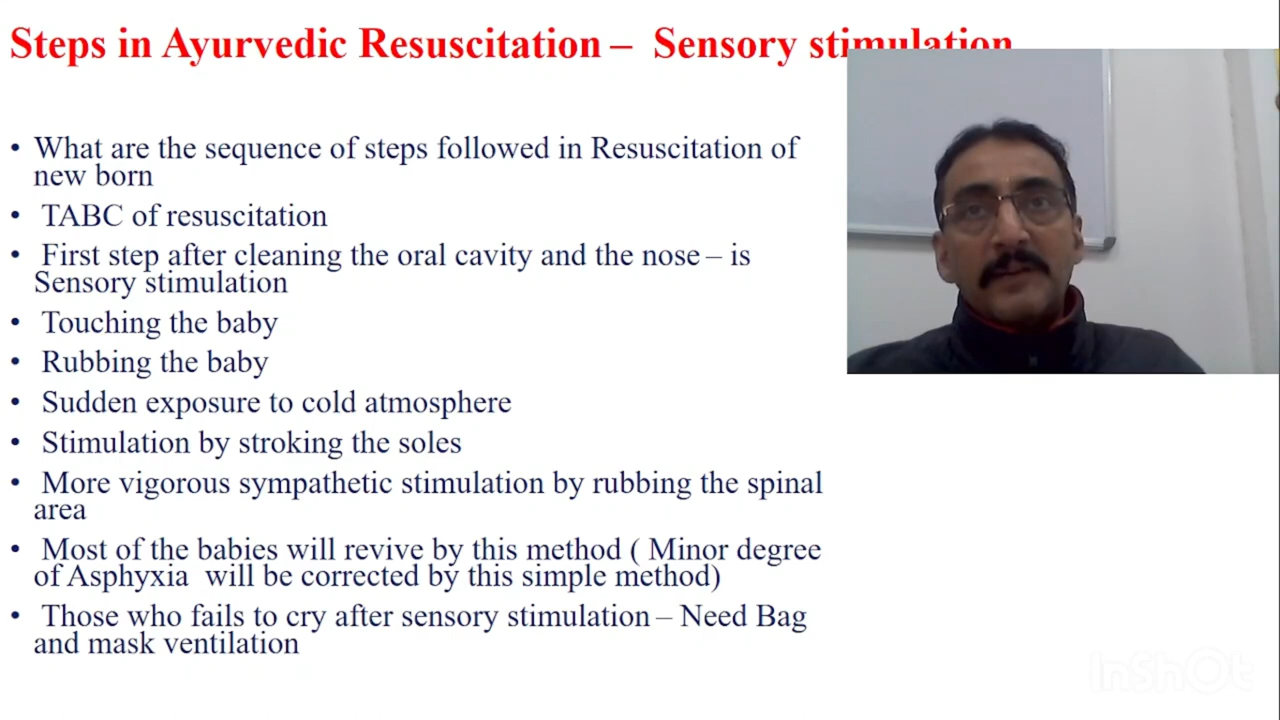 Steps in Ayurvedic Resuscitation – Sensory stimulation
• What are the sequence of steps followed in Resuscitation of
new born
• TABC of resuscitation
• First step after cleaning the oral cavity and the nose – is
Sensory stimulation
• Touching the baby
• Rubbing the baby
• Sudden exposure to cold atmosphere
• Stimulation by stroking the soles
• More vigorous sympathetic stimulation by rubbing the spinal
area
• Most of the babies will revive by this method ( Minor degree
of Asphyxia will be corrected by this simple method)
• Those who fails to cry after sensory stimulation – Need Bag
and mask ventilation
InShOt